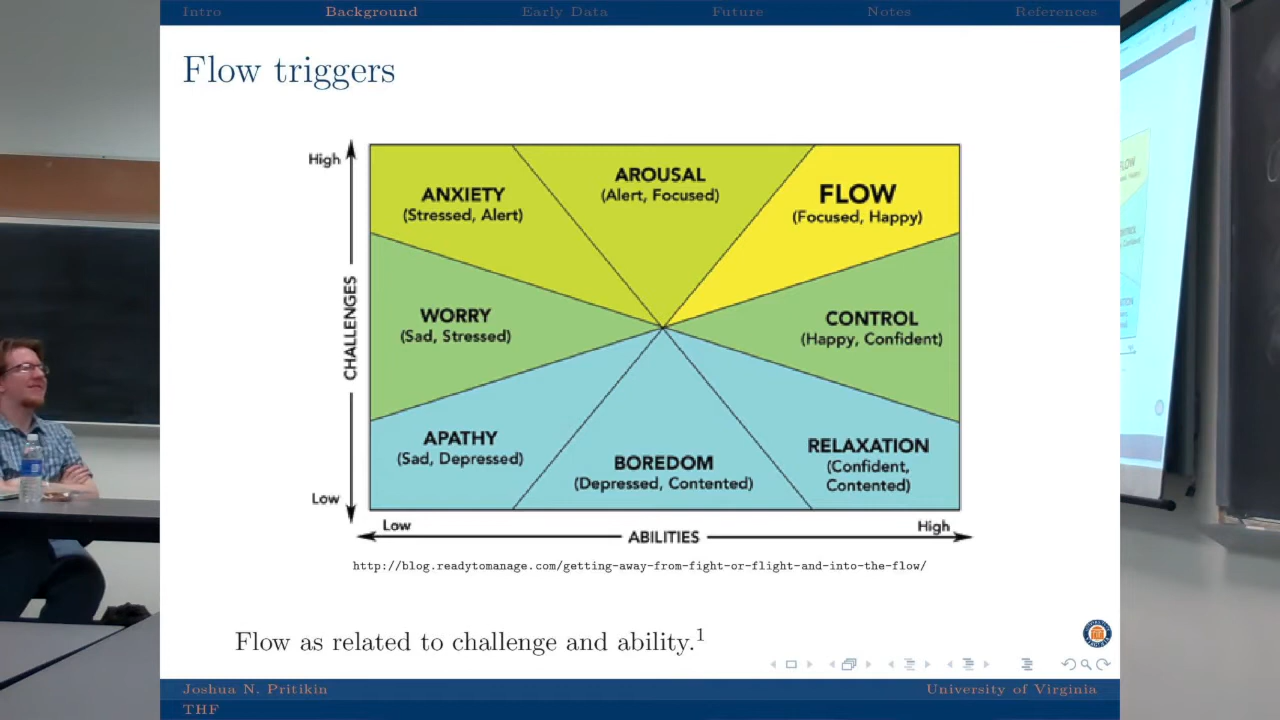 Intro Background Early Data Future Notes References
Flow triggers
High
ANXIETY
(Stressed, Alert)
AROUSAL
(Alert, Focused)
FLOW
(Focused, Happy)
CHALLENGES
WORRY
(Sad, Stressed)
CONTROL
(Happy, Confident)
APATHY
(Sad, Depressed)
BOREDOM
(Depressed, Contented)
RELAXATION
(Confident,
Contented)
Low
Low
High
ABILITIES
http://blog.readytomanage.com/getting-away-from-fight-or-flight-and-into-the-flow/
Flow as related to challenge and ability.1
Joshua N. Pritikin University of Virginia
THF